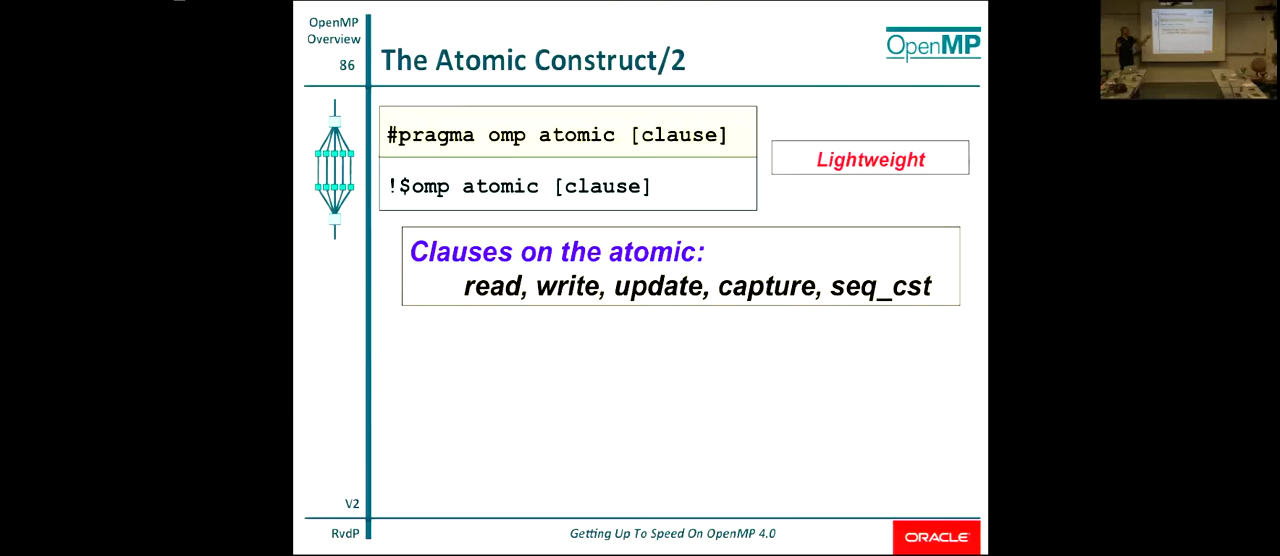 OpenMP
Overview
86
The Atomic Construct/2
OpenMP
#pragma omp atomic [clause]
!$omp atomic [clause]
Lightweight
Clauses on the atomic:
read, write, update, capture, seq_cst
V2
RvdP
Getting Up To Speed On OpenMP 4.0
ORACLE